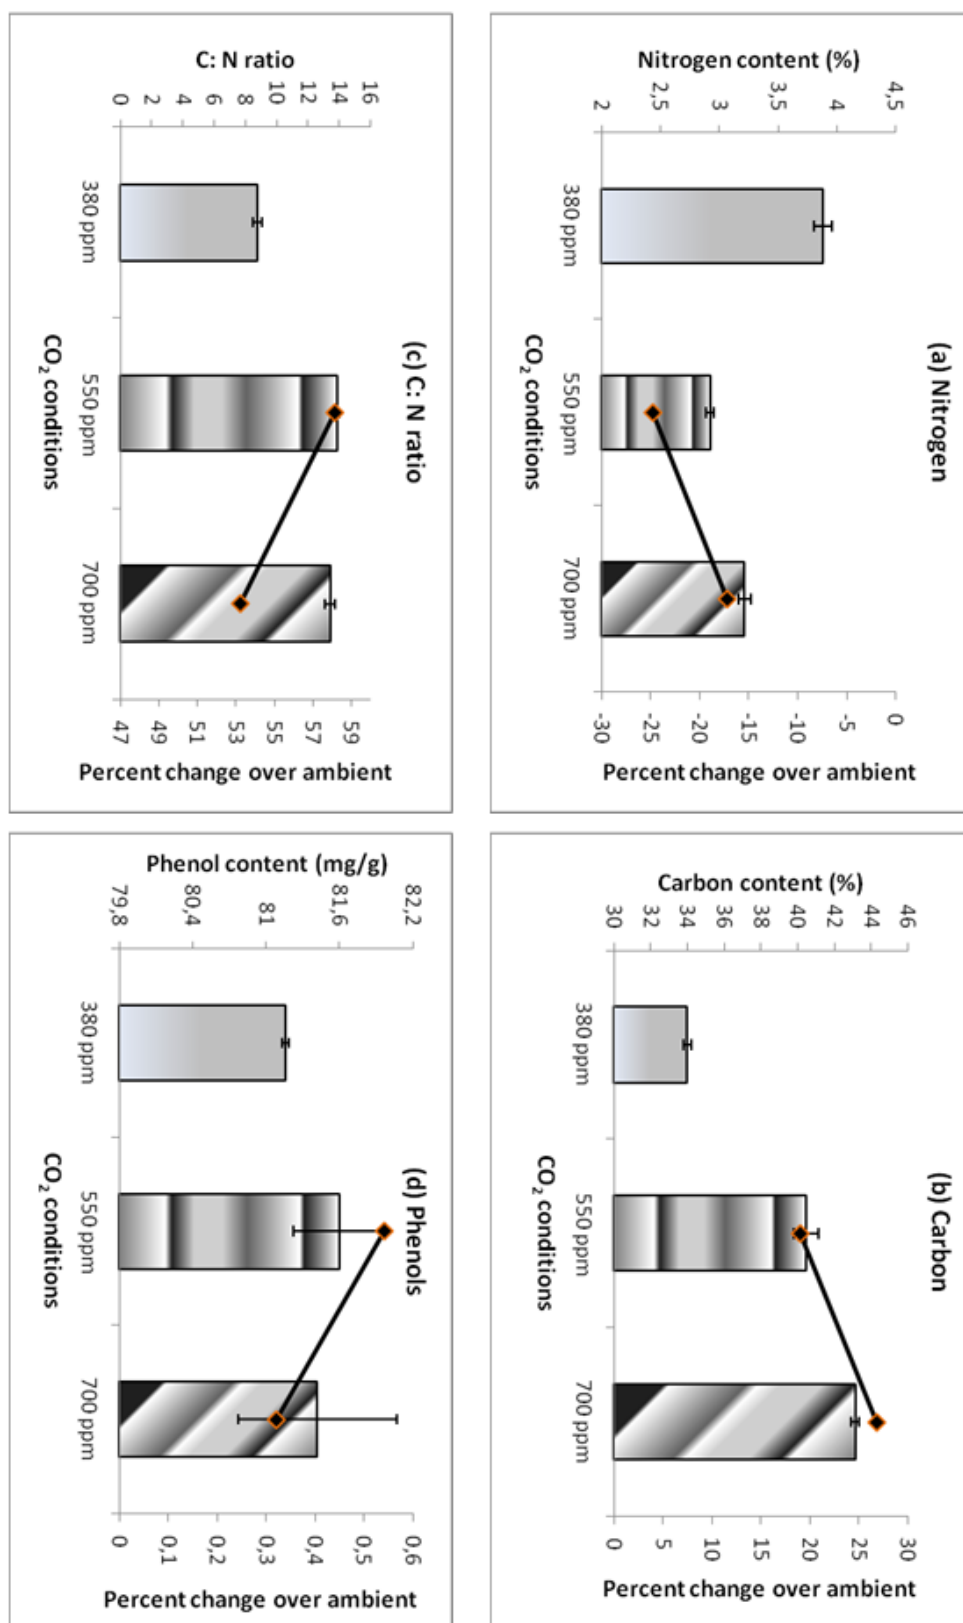 (a) Nitrogen
Nitrogen content (%)
4,5
4
3,5
3
2,5
2
0
-5
-10
-15
-20
-25
-30
Percent change over ambient
380 ppm
550 ppm
700 ppm
CO₂ conditions
(b) Carbon
Carbon content (%)
46
44
42
40
38
36
34
32
30
30
25
20
15
10
5
0
Percent change over ambient
380 ppm
550 ppm
700 ppm
CO₂ conditions
(c) C: N ratio
C: N ratio
16
14
12
10
8
6
4
2
0
59
57
55
53
51
49
47
Percent change over ambient
380 ppm
550 ppm
700 ppm
CO₂ conditions
(d) Phenols
Phenol content (mg/g)
82,2
81,6
81
80,4
79,8
0,6
0,5
0,4
0,3
0,2
0,1
0
Percent change over ambient
380 ppm
550 ppm
700 ppm
CO₂ conditions